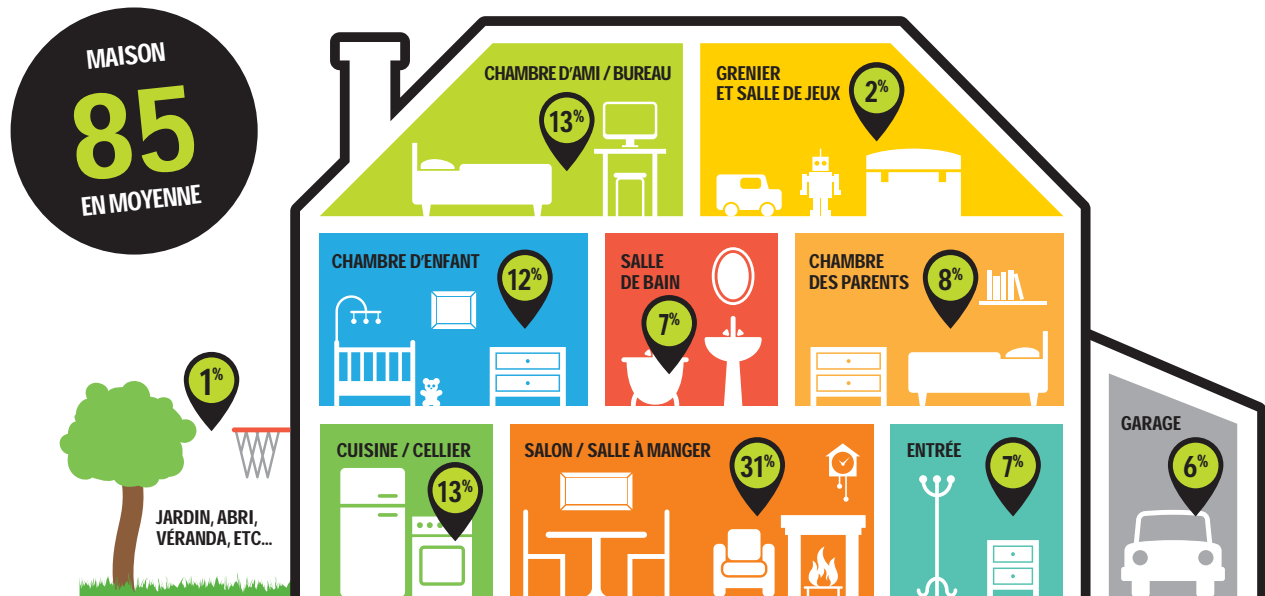 MAISON
85
EN MOYENNE
CHAMBRE D'AMI / BUREAU
13%
GRENIER
ET SALLE DE JEUX
2%
CHAMBRE D'ENFANT
12%
SALLE
DE BAIN
7%
CHAMBRE
DES PARENTS
8%
1%
JARDIN, ABRI,
VÉRANDA, ETC...
CUISINE / CELLIER
13%
SALON / SALLE À MANGER
31%
ENTRÉE
7%
GARAGE
6%